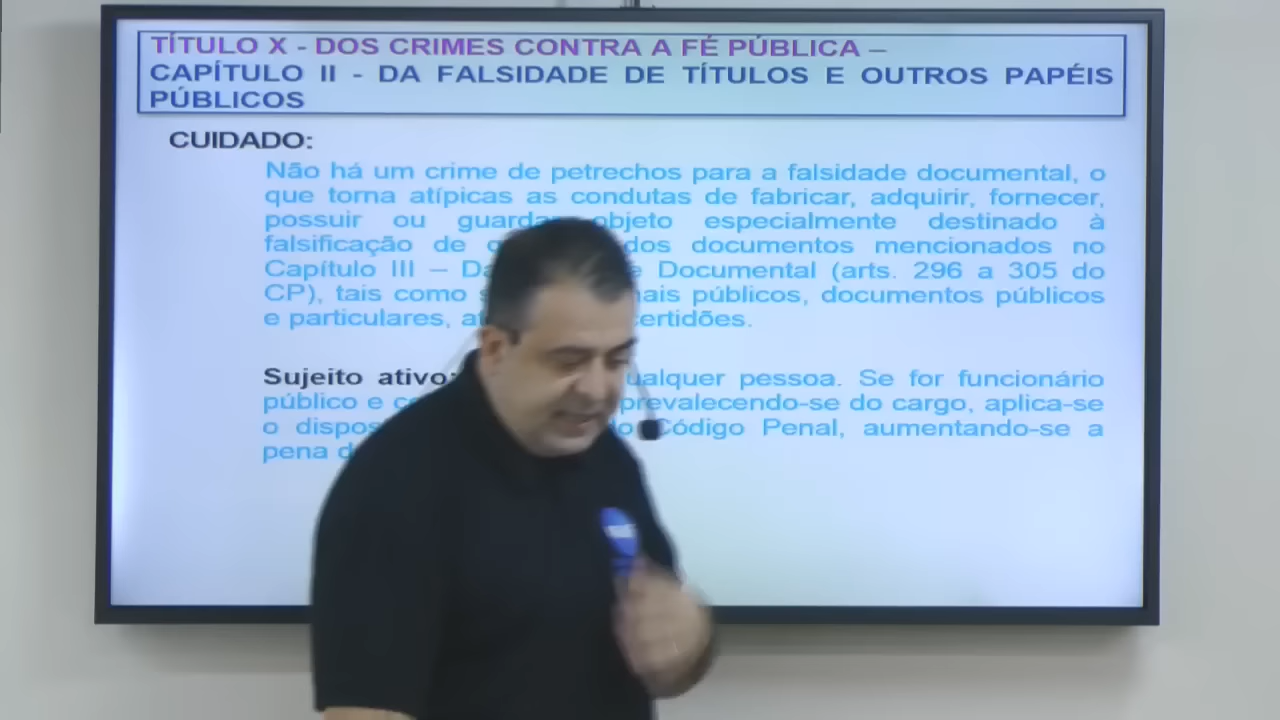 TÍTULO X - DOS CRIMES CONTRA A FÉ PÚBLICA –
CAPÍTULO II - DA FALSIDADE DE TÍTULOS E OUTROS PAPÉIS
PÚBLICOS
CUIDADO:
Não há um crime de petrechos para a falsidade documental, o
que torna atípicas as condutas de fabricar, adquirir, fornecer,
possuir ou guardar objeto especialmente destinado à
falsificação de dos documentos mencionados no
Capítulo III – Documental (arts. 296 a 305 do
CP), tais como públicos, documentos públicos
e particulares,
Sujeito ativo: qualquer pessoa. Se for funcionário
público e prevalecendo-se do cargo, aplica-se
o Código Penal, aumentando-se a
pena